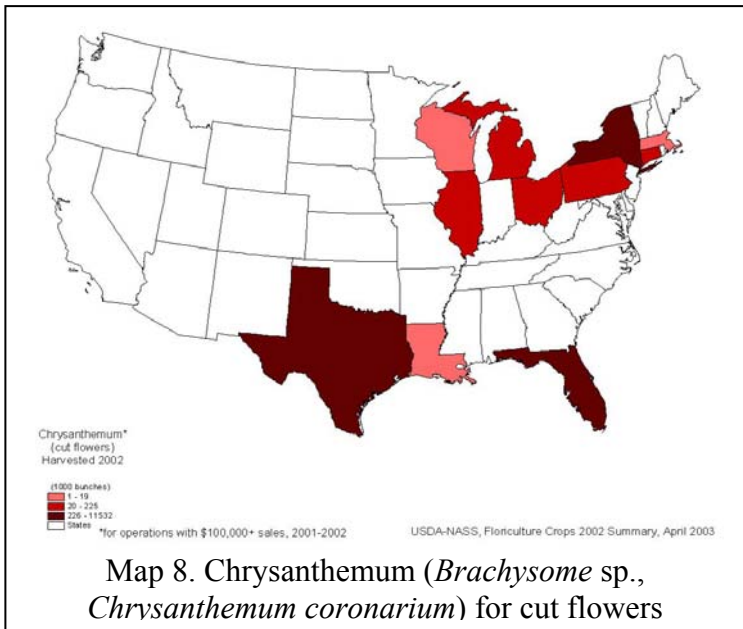 Chrysanthemum*
(cut flowers)
Harvested 2002
(1000 bunches)
1 - 19
20 - 225
226 - 11532
States
*for operations with $100,000+ sales, 2001-2002
USDA-NASS, Floriculture Crops 2002 Summary, April 2003
Map 8. Chrysanthemum (Brachysome sp.,
Chrysanthemum coronarium) for cut flowers